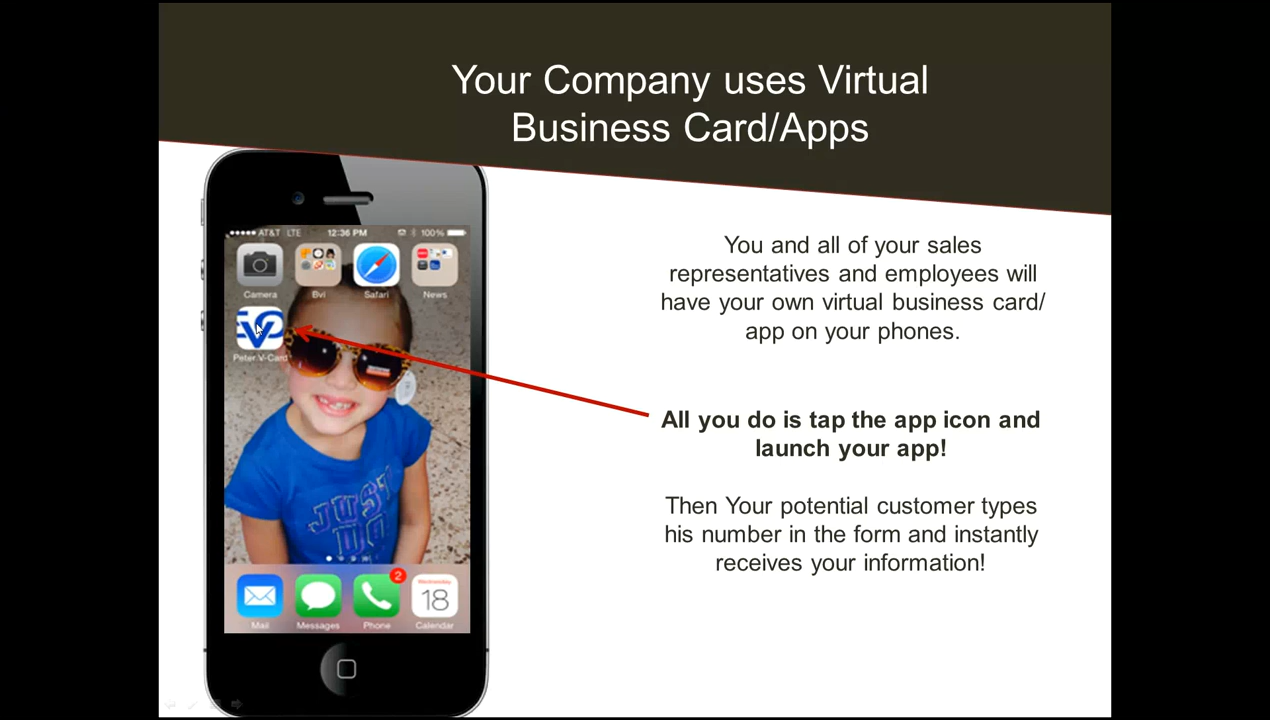 Your Company uses Virtual
Business Card/Apps
AT&T LTE 12:36 PM 100%
Camera Bvi Safari News
Peter V-Card
You and all of your sales
representatives and employees will
have your own virtual business card/
app on your phones.
All you do is tap the app icon and
launch your app!
Then Your potential customer types
his number in the form and instantly
receives your information!
JUST
DO
2
Wednesday
18
Mail Messages Phone Calendar